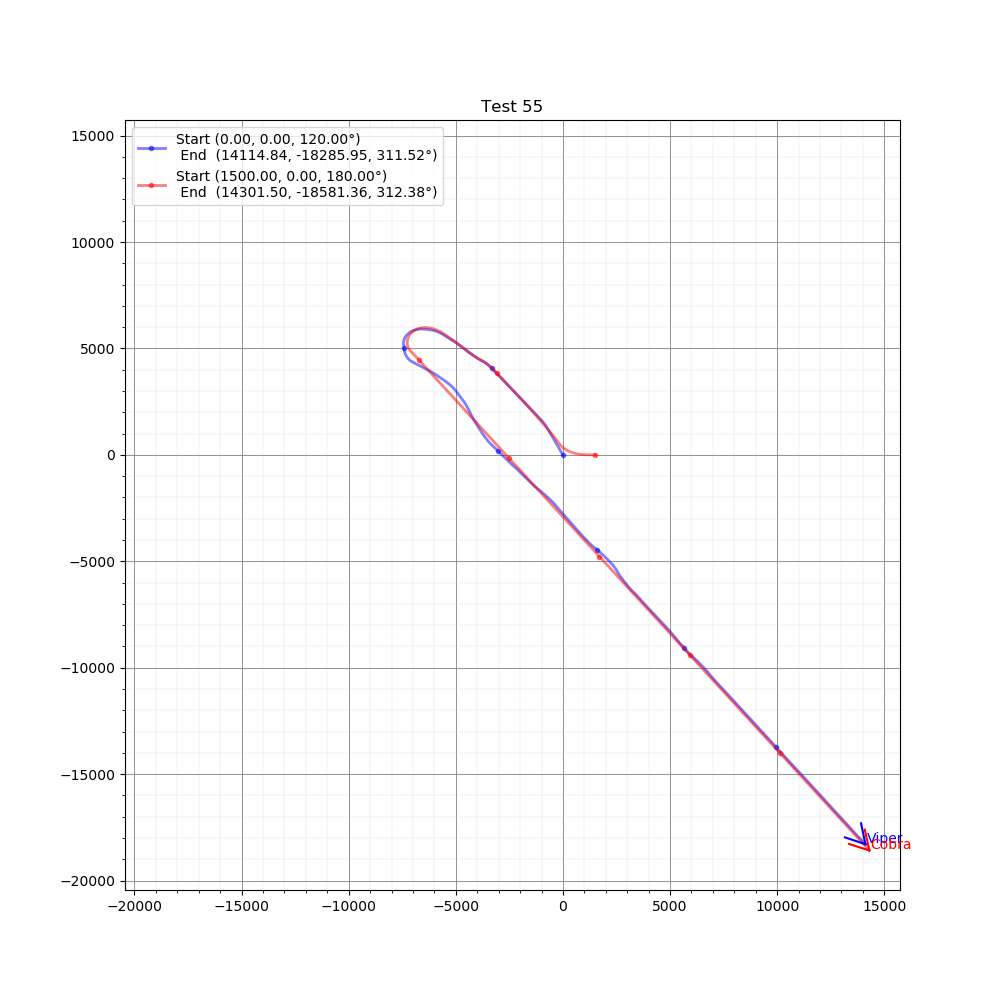 Test 55
Start (0.00, 0.00, 120.00°)
End (14114.84, -18285.95, 311.52°)
Start (1500.00, 0.00, 180.00°)
End (14301.50, -18581.36, 312.38°)
15000
10000
5000
0
−5000
−10000
−15000
−20000
Viper
Cobra
−20000 −15000 −10000 −5000 0 5000 10000 15000